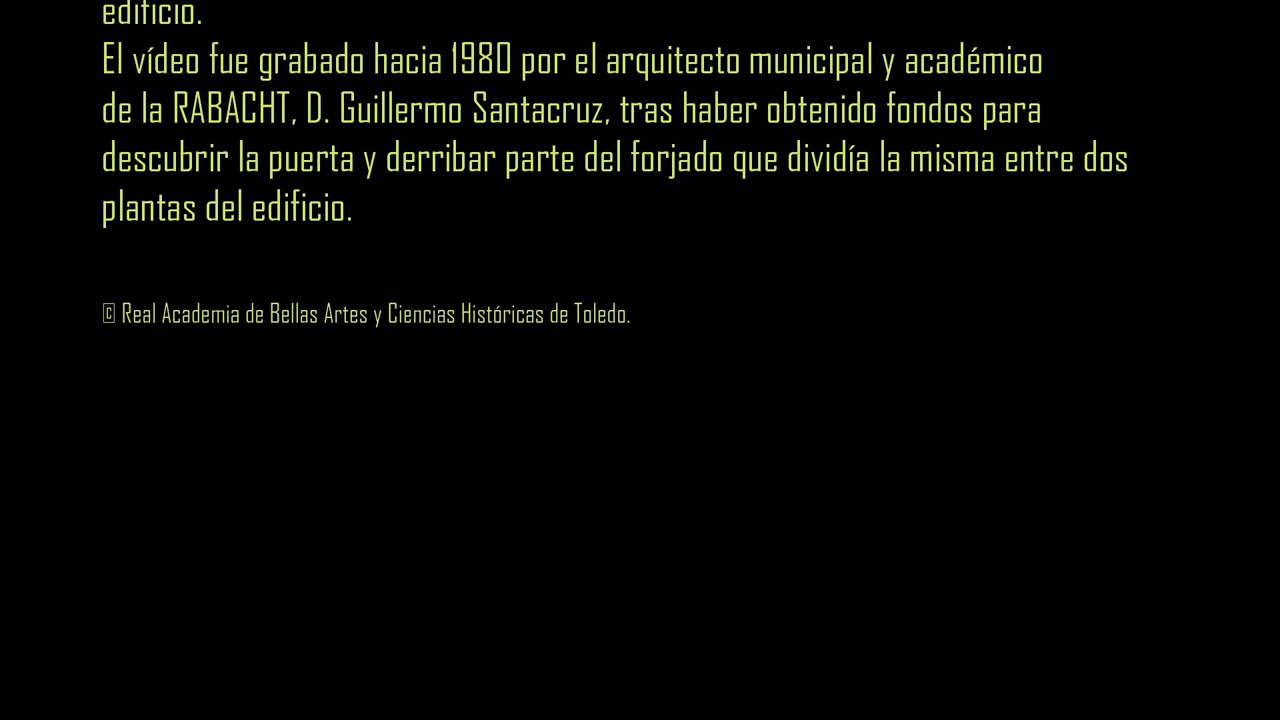 edificio.
El vídeo fue grabado hacia 1980 por el arquitecto municipal y académico
de la RABACHT, D. Guillermo Santacruz, tras haber obtenido fondos para
descubrir la puerta y derribar parte del forjado que dividía la misma entre dos
plantas del edificio.
© Real Academia de Bellas Artes y Ciencias Históricas de Toledo.